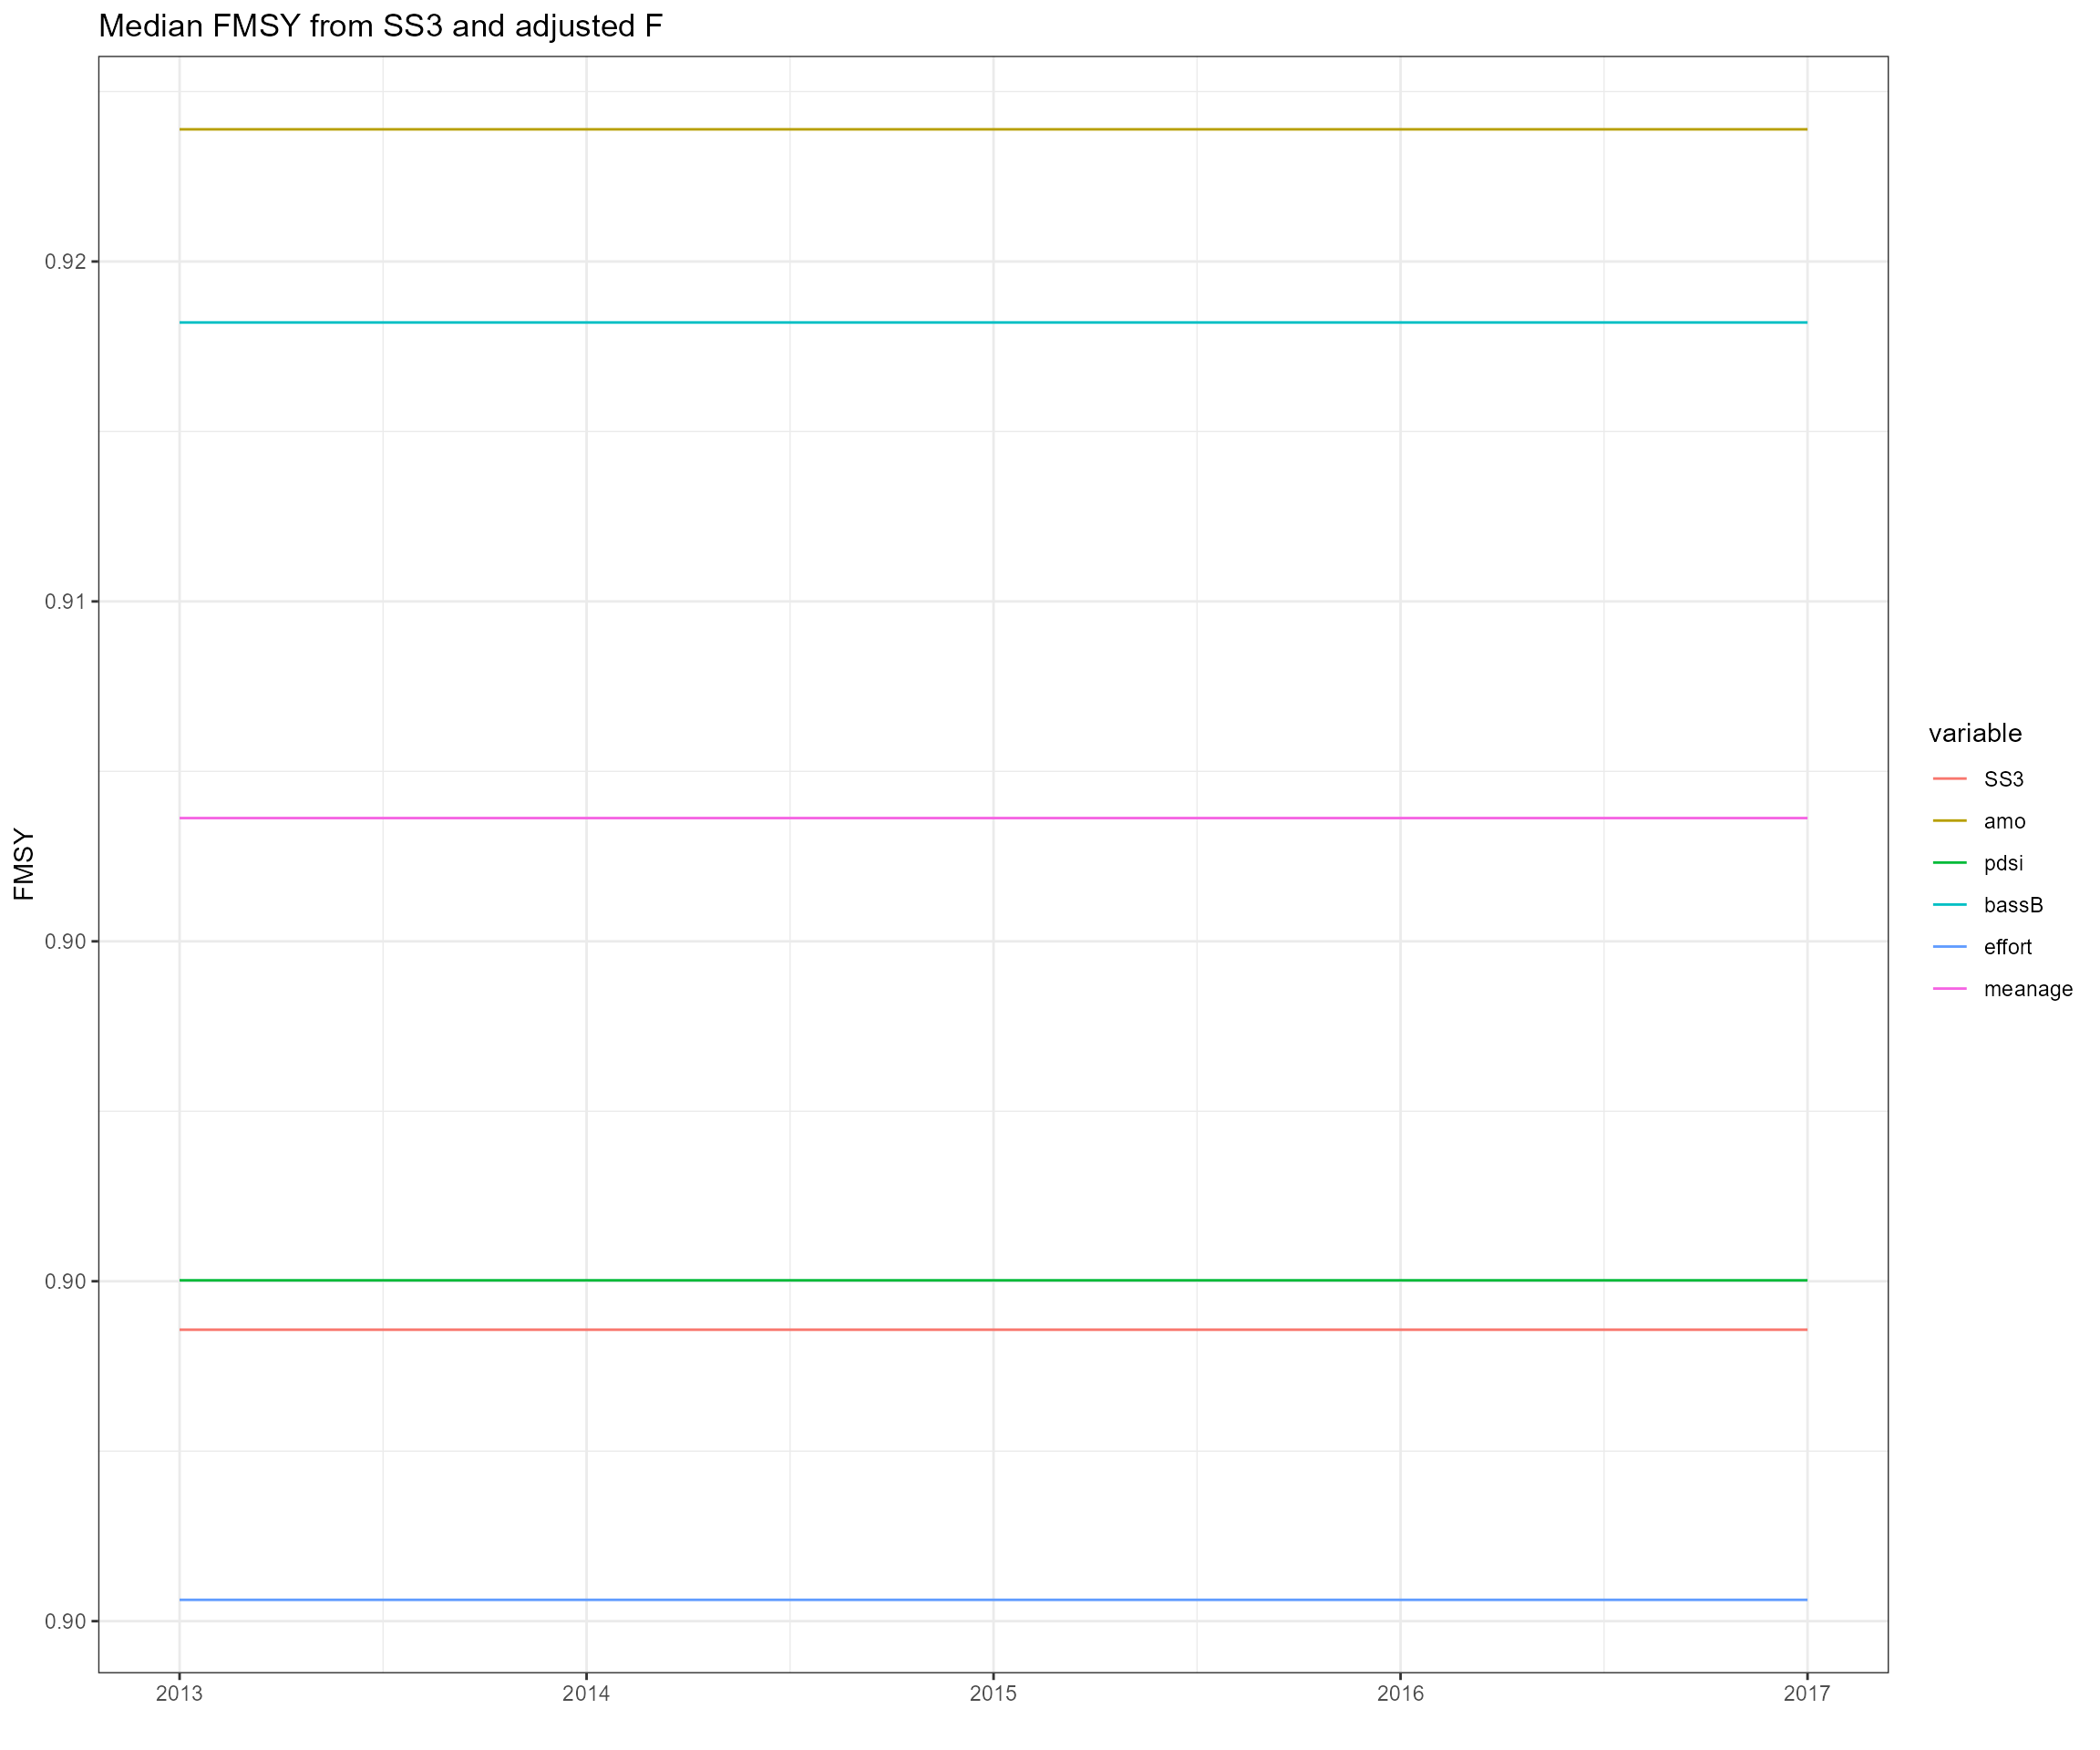 Median FMSY from SS3 and adjusted F
FMSY
0.92
0.91
0.90
0.90
0.90
2013 2014 2015 2016 2017
variable
SS3
amo
pdsi
bassB
effort
meanage